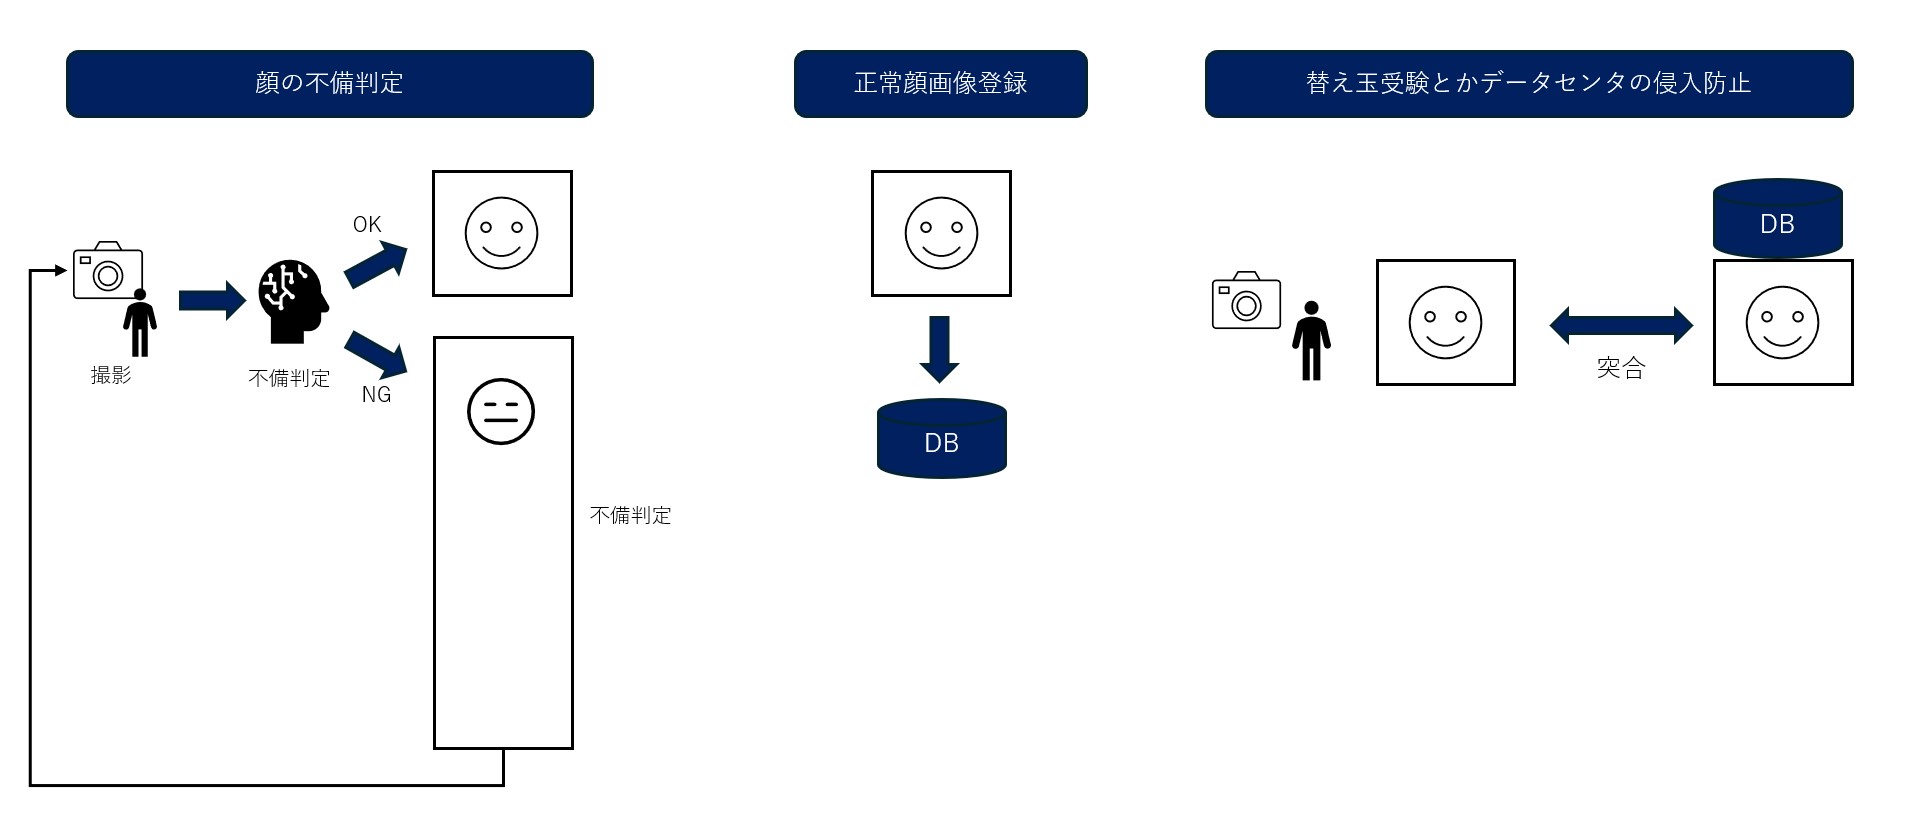 顔の不備判定
正常顔画像登録
替え玉受験とかデータセンタの侵入防止
OK
撮影
不備判定
NG
不備判定
DB
DB
突合